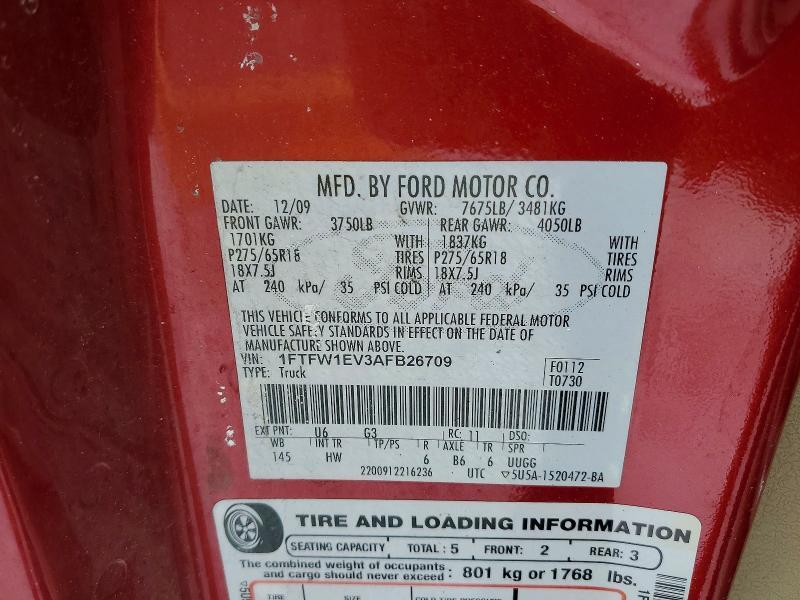 MFD. BY FORD MOTOR CO.
DATE: 12/09 GVWR: 7675LB/ 3481KG
FRONT GAWR: 3750LB REAR GAWR: 4050LB
1701KG WITH 1837KG WITH
P275/65R18 TIRES P275/65R18 TIRES
18X7.5J RIMS 18X7.5J RIMS
AT 240 kPa/ 35 PSI COLD AT 240 kPa/ 35 PSI COLD
THIS VEHICLE CONFORMS TO ALL APPLICABLE FEDERAL MOTOR
VEHICLE SAFETY STANDARDS IN EFFECT ON THE DATE OF
MANUFACTURE SHOWN ABOVE.
VIN: 1FTFW1EV3AFB26709
TYPE: Truck
F0112
T0730
EXT PNT: U6 G3 RC: 11 DSO:
WB INT TR TP/PS R AXLE TR SPR
145 HW 6 B6 6 UUGG
2200912216236 UTC ▽5U5A-1520472-BA
TIRE AND LOADING INFORMATION
SEATING CAPACITY TOTAL : 5 FRONT: 2 REAR: 3
The combined weight of occupants
and cargo should never exceed : 801 kg or 1768 lbs.
TIRE SIZE COLD TIRE PRESSURE